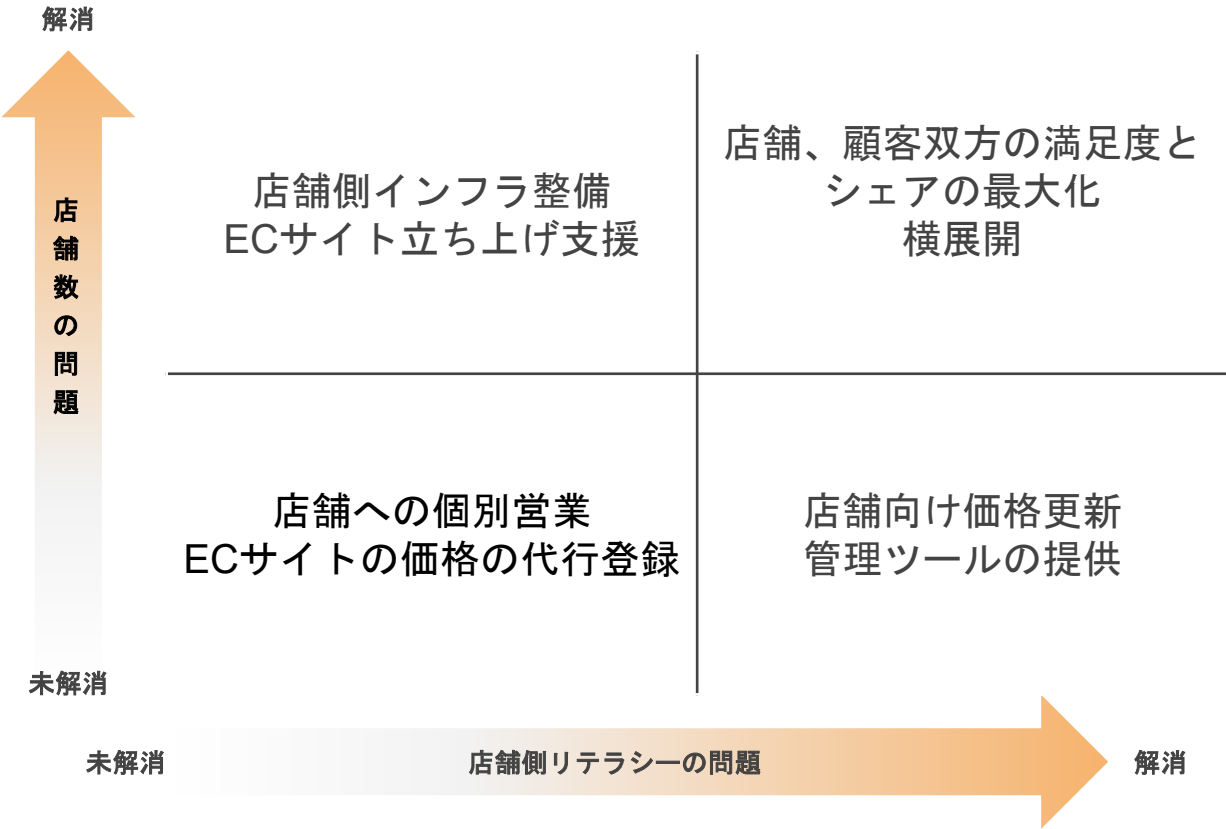 解消
店舗数の問題
未解消
店舗側インフラ整備
ECサイト立ち上げ支援
店舗、顧客双方の満足度と
シェアの最大化
横展開
店舗への個別営業
ECサイトの価格の代行登録
店舗向け価格更新
管理ツールの提供
未解消
店舗側リテラシーの問題
解消